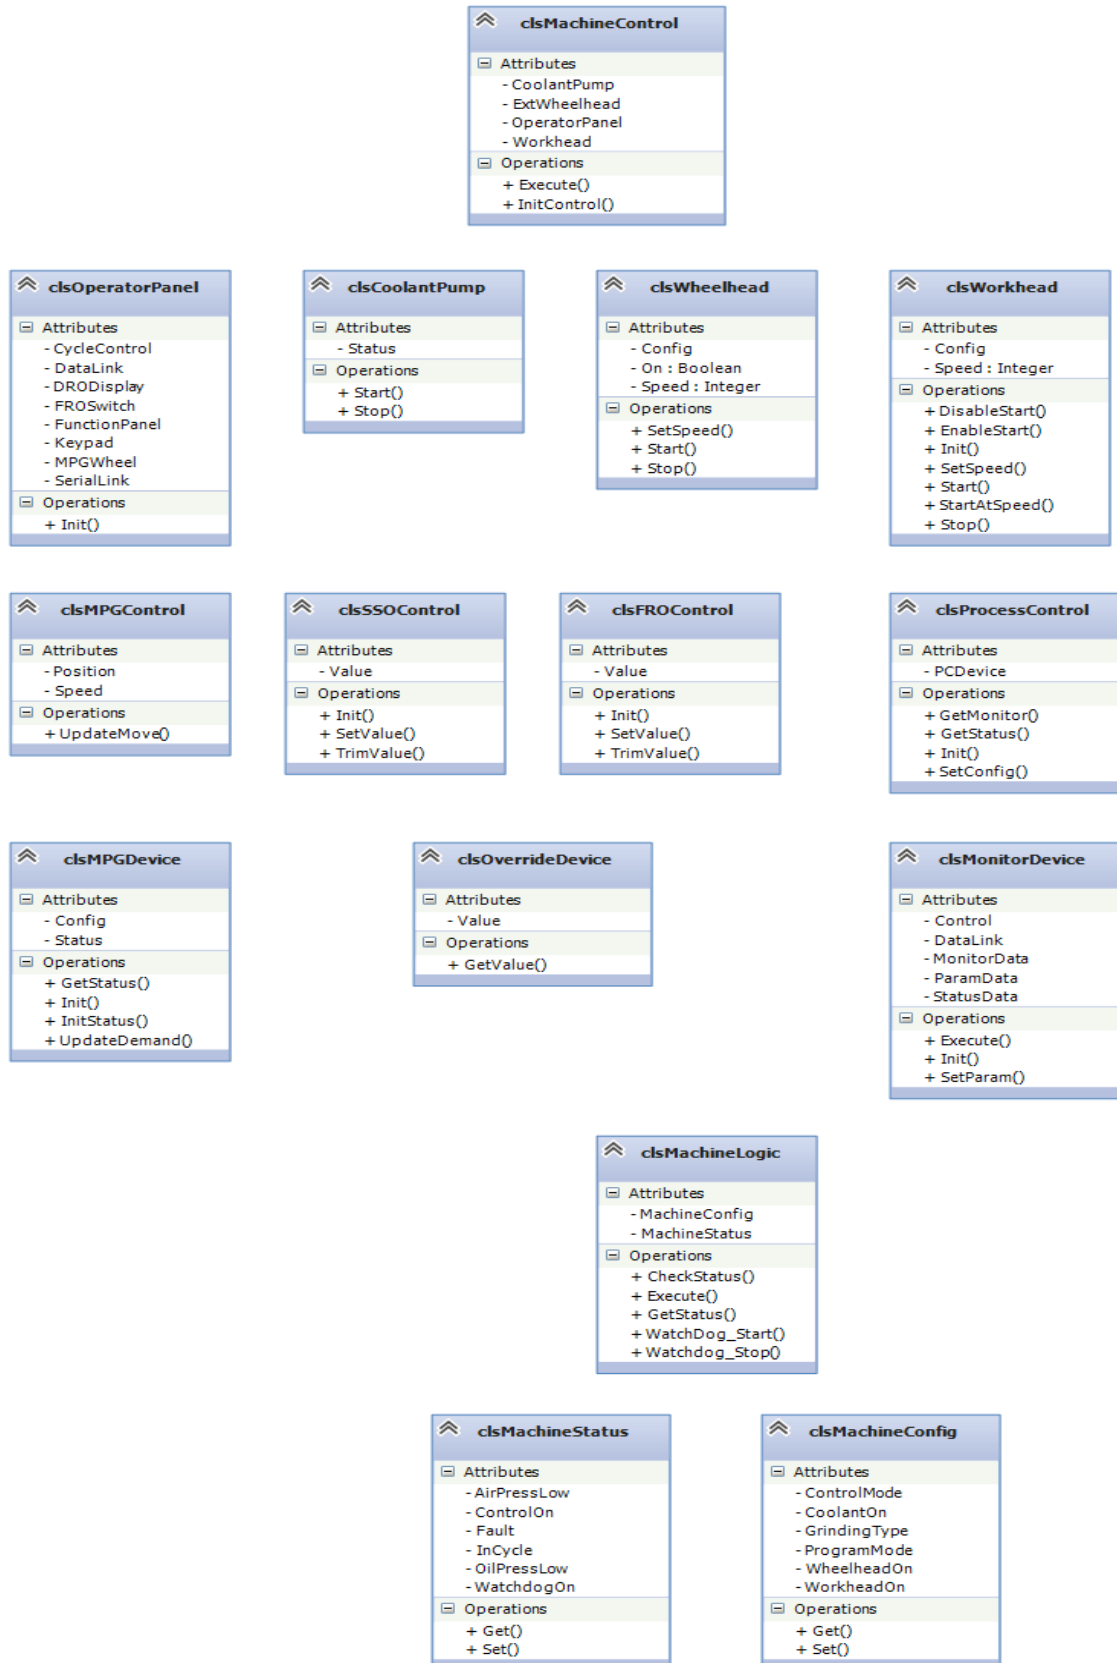 clsMachineControl
Attributes
- CoolantPump
- ExtWheelhead
- OperatorPanel
- Workhead
Operations
+ Execute()
+ InitControl()
clsOperatorPanel
Attributes
- CycleControl
- DataLink
- DRODisplay
- FROSwitch
- FunctionPanel
- Keypad
- MPGWheel
- SerialLink
Operations
+ Init()
clsCoolantPump
Attributes
- Status
Operations
+ Start()
+ Stop()
clsWheelhead
Attributes
- Config
- On : Boolean
- Speed : Integer
Operations
+ SetSpeed()
+ Start()
+ Stop()
clsWorkhead
Attributes
- Config
- Speed : Integer
Operations
+ DisableStart()
+ EnableStart()
+ Init()
+ SetSpeed()
+ Start()
+ StartAtSpeed()
+ Stop()
clsMPGControl
Attributes
- Position
- Speed
Operations
+ UpdateMove()
clsSSOControl
Attributes
- Value
Operations
+ Init()
+ SetValue()
+ TrimValue()
clsFROControl
Attributes
- Value
Operations
+ Init()
+ SetValue()
+ TrimValue()
clsProcessControl
Attributes
- PCDevice
Operations
+ GetMonitor()
+ GetStatus()
+ Init()
+ SetConfig()
clsMPGDevice
Attributes
- Config
- Status
Operations
+ GetStatus()
+ Init()
+ InitStatus()
+ UpdateDemand()
clsOverrideDevice
Attributes
- Value
Operations
+ GetValue()
clsMonitorDevice
Attributes
- Control
- DataLink
- MonitorData
- ParamData
- StatusData
Operations
+ Execute()
+ Init()
+ SetParam()
clsMachineLogic
Attributes
- MachineConfig
- MachineStatus
Operations
+ CheckStatus()
+ Execute()
+ GetStatus()
+ WatchDog_Start()
+ Watchdog_Stop()
clsMachineStatus
Attributes
- AirPressLow
- ControlOn
- Fault
- InCycle
- OilPressLow
- WatchdogOn
Operations
+ Get()
+ Set()
clsMachineConfig
Attributes
- ControlMode
- CoolantOn
- GrindingType
- ProgramMode
- WheelheadOn
- WorkheadOn
Operations
+ Get()
+ Set()